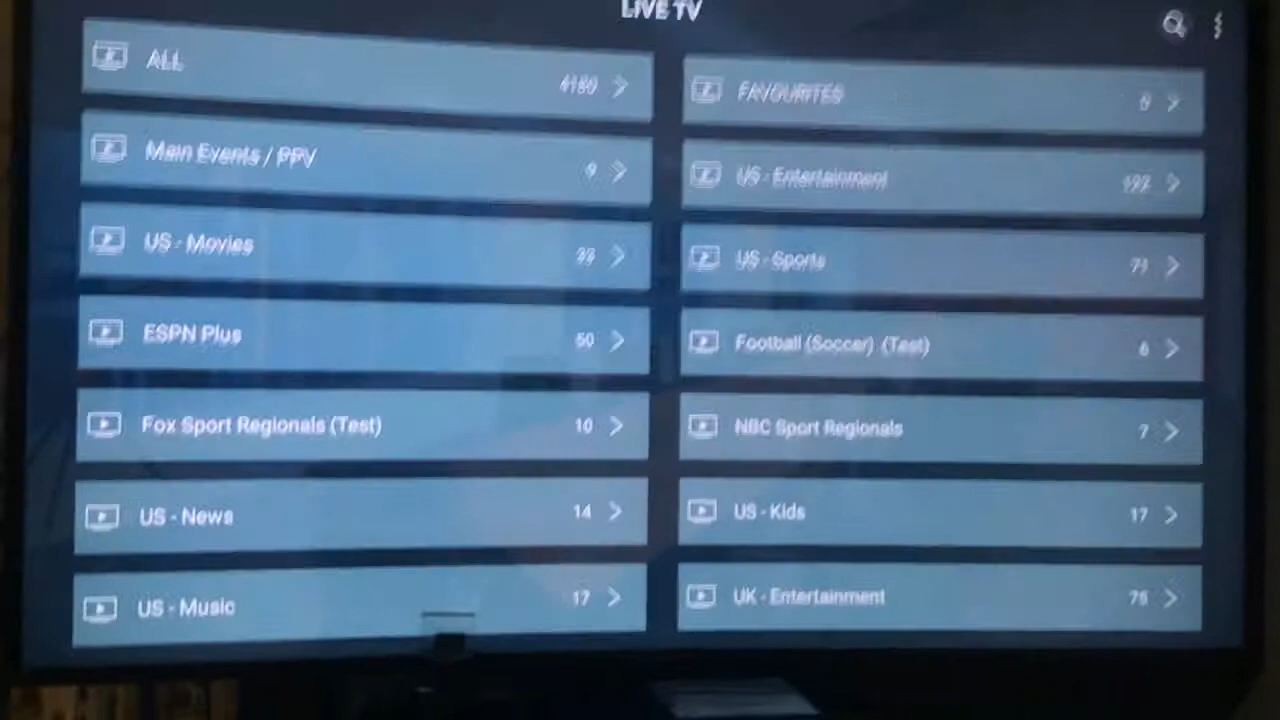 LIVE TV
ALL
FAVOURITES
Main Events / PPV 9
US - Entertainment
US - Movies
US - Sports 71
ESPN Plus 50
Football (Soccer) (Test) 6
Fox Sport Regionals (Test) 10
NBC Sport Regionals 7
US - News 14
US - Kids 17
US - Music 17
UK - Entertainment